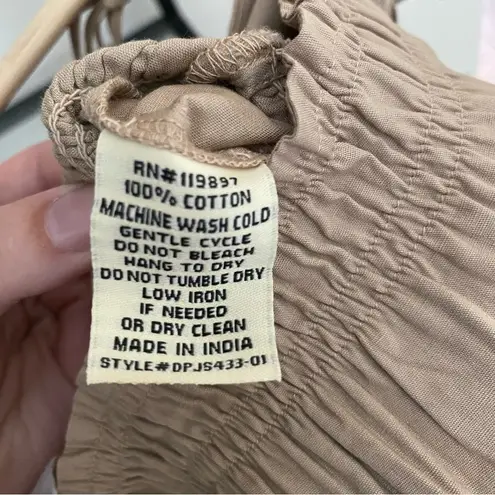 RN#119897
100% COTTON
MACHINE WASH COLD
GENTLE CYCLE
DO NOT BLEACH
HANG TO DRY
DO NOT TUMBLE DRY
LOW IRON
IF NEEDED
OR DRY CLEAN
MADE IN INDIA
STYLE#DPJS433-01